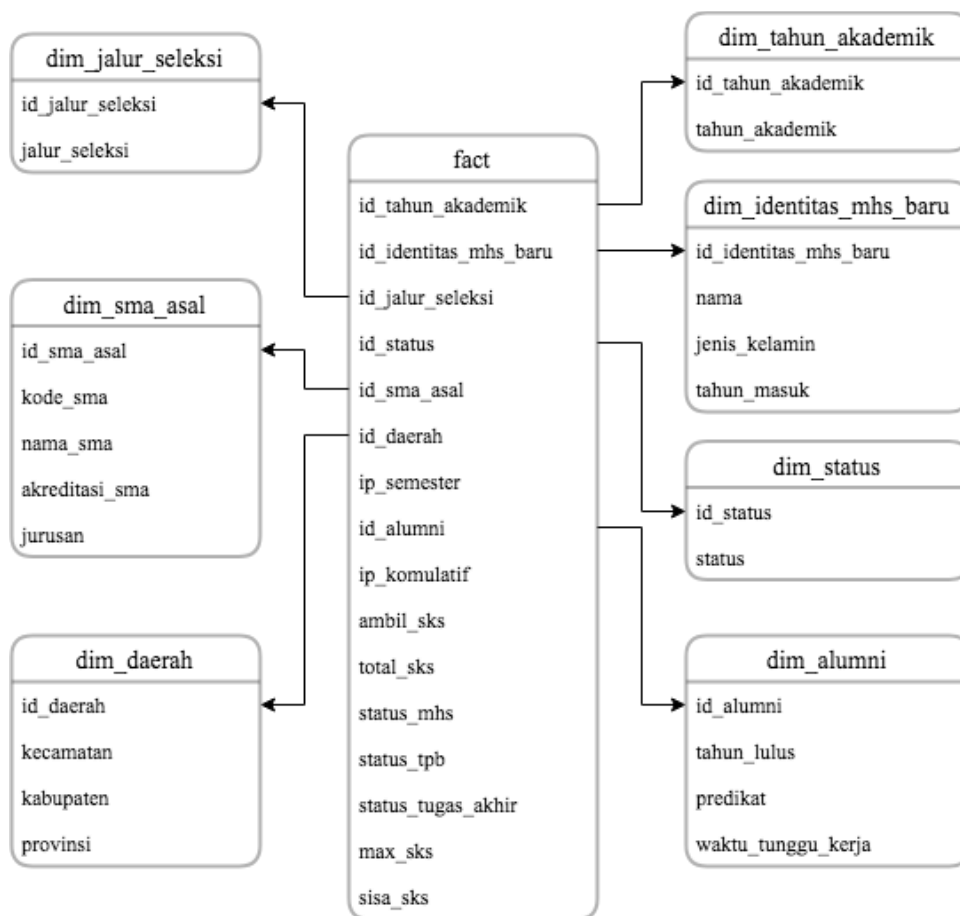 dim_jalur_seleksi
id_jalur_seleksi
jalur_seleksi
dim_sma_asal
id_sma_asal
kode_sma
nama_sma
akreditasi_sma
jurusan
dim_daerah
id_daerah
kecamatan
kabupaten
provinsi
fact
id_tahun_akademik
id_identitas_mhs_baru
id_jalur_seleksi
id_status
id_sma_asal
id_daerah
ip_semester
id_alumni
ip_komulatif
ambil_sks
total_sks
status_mhs
status_tpb
status_tugas_akhir
max_sks
sisa_sks
dim_tahun_akademik
id_tahun_akademik
tahun_akademik
dim_identitas_mhs_baru
id_identitas_mhs_baru
nama
jenis_kelamin
tahun_masuk
dim_status
id_status
status
dim_alumni
id_alumni
tahun_lulus
predikat
waktu_tunggu_kerja